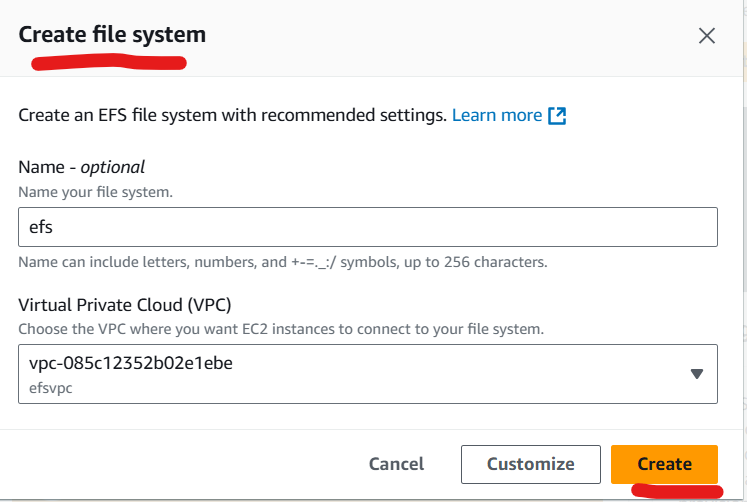 Create file system
Create an EFS file system with recommended settings. Learn more
Name - optional
Name your file system.
efs
Name can include letters, numbers, and +-=._:/ symbols, up to 256 characters.
Virtual Private Cloud (VPC)
Choose the VPC where you want EC2 instances to connect to your file system.
vpc-085c12352b02e1ebe
efsvpc
Cancel Customize Create